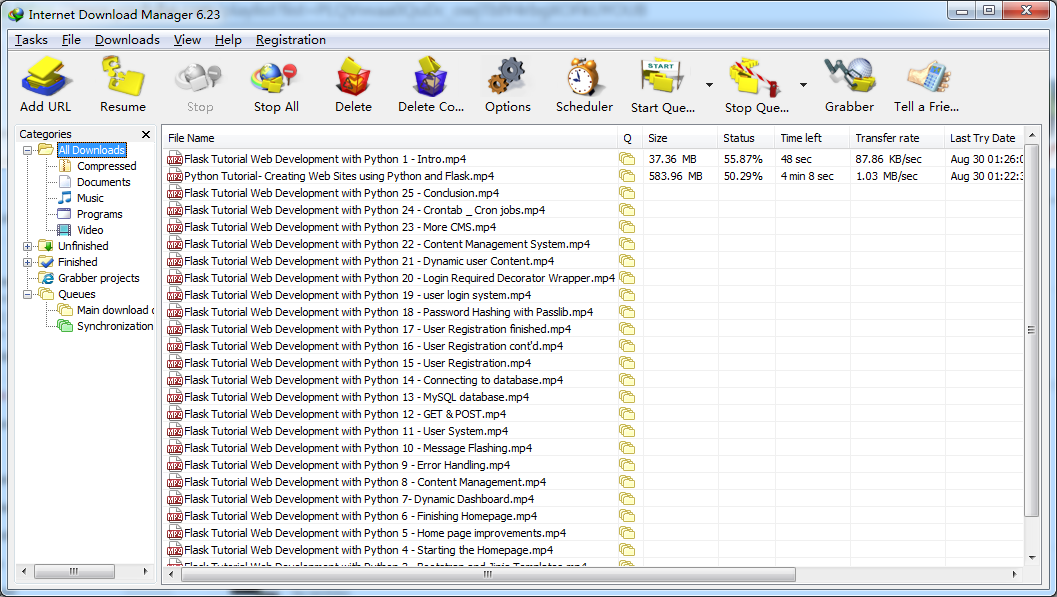 Internet Download Manager 6.23
Tasks File Downloads View Help Registration
Add URL Resume Stop Stop All Delete Delete Co... Options Scheduler Start Que... Stop Que... Grabber Tell a Frie...
Categories
All Downloads
Compressed
Documents
Music
Programs
Video
Unfinished
Finished
Grabber projects
Queues
Main download
Synchronization
File Name Q Size Status Time left Transfer rate Last Try Date
Flask Tutorial Web Development with Python 1 - Intro.mp4 37.36 MB 55.87% 48 sec 87.86 KB/sec Aug 30 01:26:
Python Tutorial- Creating Web Sites using Python and Flask.mp4 583.96 MB 50.29% 4 min 8 sec 1.03 MB/sec Aug 30 01:22:
Flask Tutorial Web Development with Python 25 - Conclusion.mp4
Flask Tutorial Web Development with Python 24 - Crontab _ Cron jobs.mp4
Flask Tutorial Web Development with Python 23 - More CMS.mp4
Flask Tutorial Web Development with Python 22 - Content Management System.mp4
Flask Tutorial Web Development with Python 21 - Dynamic user Content.mp4
Flask Tutorial Web Development with Python 20 - Login Required Decorator Wrapper.mp4
Flask Tutorial Web Development with Python 19 - user login system.mp4
Flask Tutorial Web Development with Python 18 - Password Hashing with Passlib.mp4
Flask Tutorial Web Development with Python 17 - User Registration finished.mp4
Flask Tutorial Web Development with Python 16 - User Registration cont'd.mp4
Flask Tutorial Web Development with Python 15 - User Registration.mp4
Flask Tutorial Web Development with Python 14 - Connecting to database.mp4
Flask Tutorial Web Development with Python 13 - MySQL database.mp4
Flask Tutorial Web Development with Python 12 - GET & POST.mp4
Flask Tutorial Web Development with Python 11 - User System.mp4
Flask Tutorial Web Development with Python 10 - Message Flashing.mp4
Flask Tutorial Web Development with Python 9 - Error Handling.mp4
Flask Tutorial Web Development with Python 8 - Content Management.mp4
Flask Tutorial Web Development with Python 7- Dynamic Dashboard.mp4
Flask Tutorial Web Development with Python 6 - Finishing Homepage.mp4
Flask Tutorial Web Development with Python 5 - Home page improvements.mp4
Flask Tutorial Web Development with Python 4 - Starting the Homepage.mp4